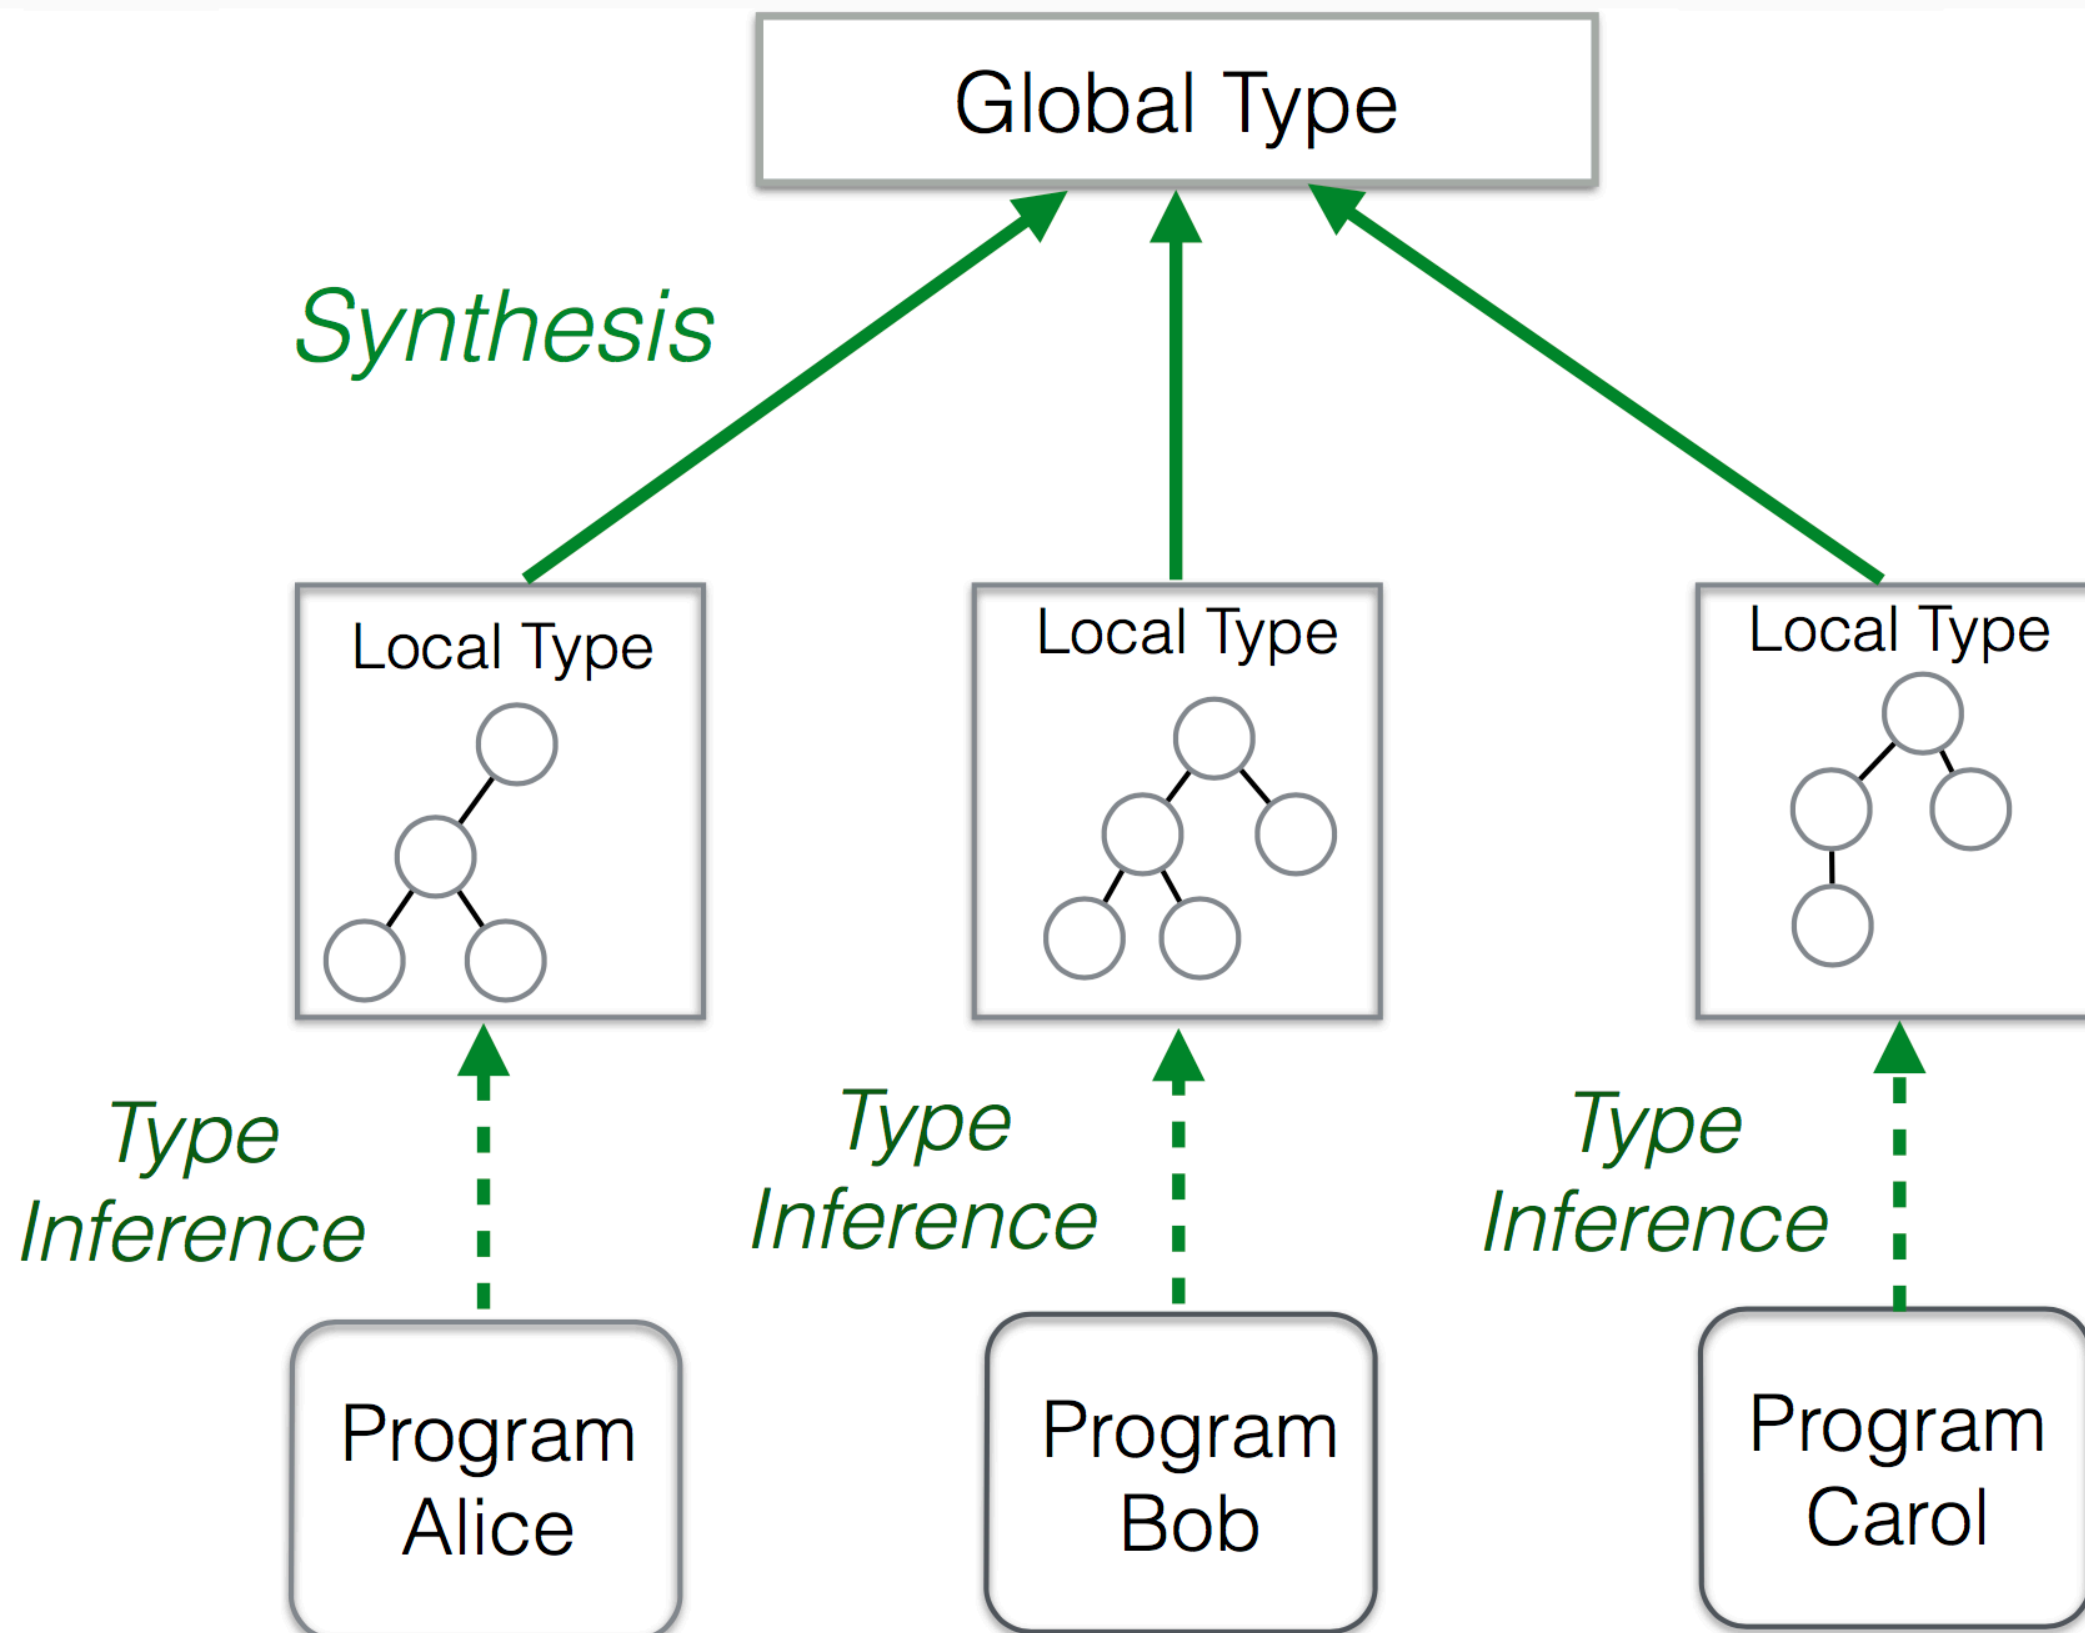 Global Type
Synthesis
Local Type
Local Type
Local Type
Type
Inference
Type
Inference
Type
Inference
Program
Alice
Program
Bob
Program
Carol